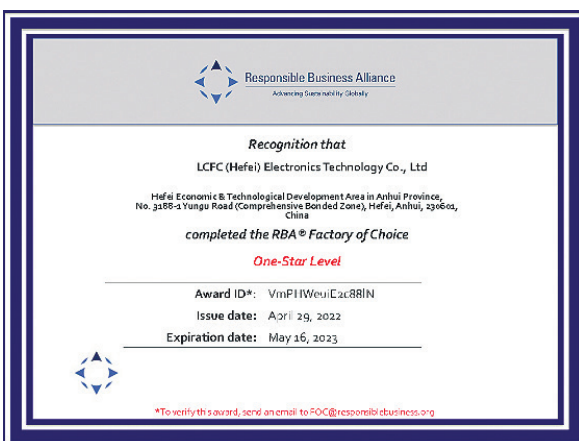 Responsible Business Alliance
Advancing Sustainability Globally
Recognition that
LCFC (Hefei) Electronics Technology Co., Ltd
Hefei Economic & Technological Development Area in Anhui Province,
No. 3188-1 Yungu Road (Comprehensive Bonded Zone), Hefei, Anhui, 230601,
China
completed the RBA® Factory of Choice
One-Star Level
Award ID*: VmPHWeuiE2c88lN
Issue date: April 29, 2022
Expiration date: May 16, 2023
*To verify this award, send an email to FOC@responsiblebusiness.org